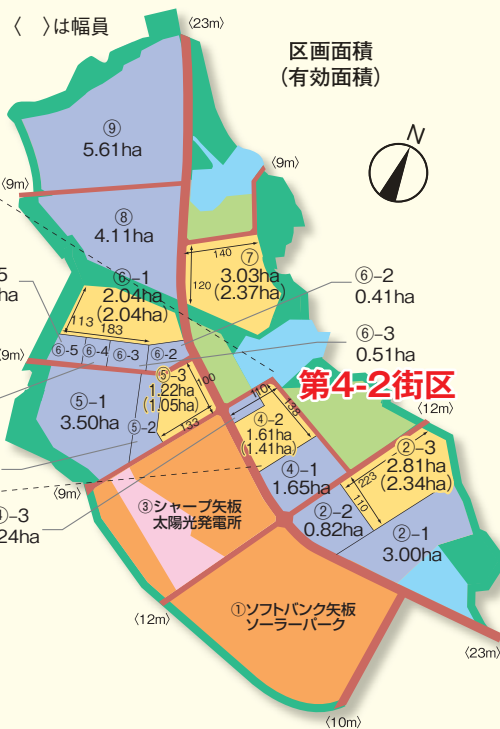 〈　〉は幅員
〈23m〉
区画面積
（有効面積）
N
⑨
5.61ha
〈9m〉
〈9m〉
⑧
4.11ha
140
⑦
3.03ha
(2.37ha)
120
⑥-1
2.04ha
(2.04ha)
113
183
⑥-2
0.41ha
5
ha
⑥-5
⑥-4
⑥-3
⑥-2
⑥-3
0.51ha
〈9m〉
⑤-3
1.22ha
(1.05ha)
100
133
110
138
第4-2街区
〈12m〉
⑤-1
3.50ha
⑤-2
④-2
1.61ha
(1.41ha)
②-3
2.81ha
(2.34ha)
223
110
④-1
1.65ha
〈9m〉
④-3
24ha
③シャープ矢板
太陽光発電所
②-2
0.82ha
②-1
3.00ha
〈12m〉
①ソフトバンク矢板
ソーラーパーク
〈23m〉
〈10m〉